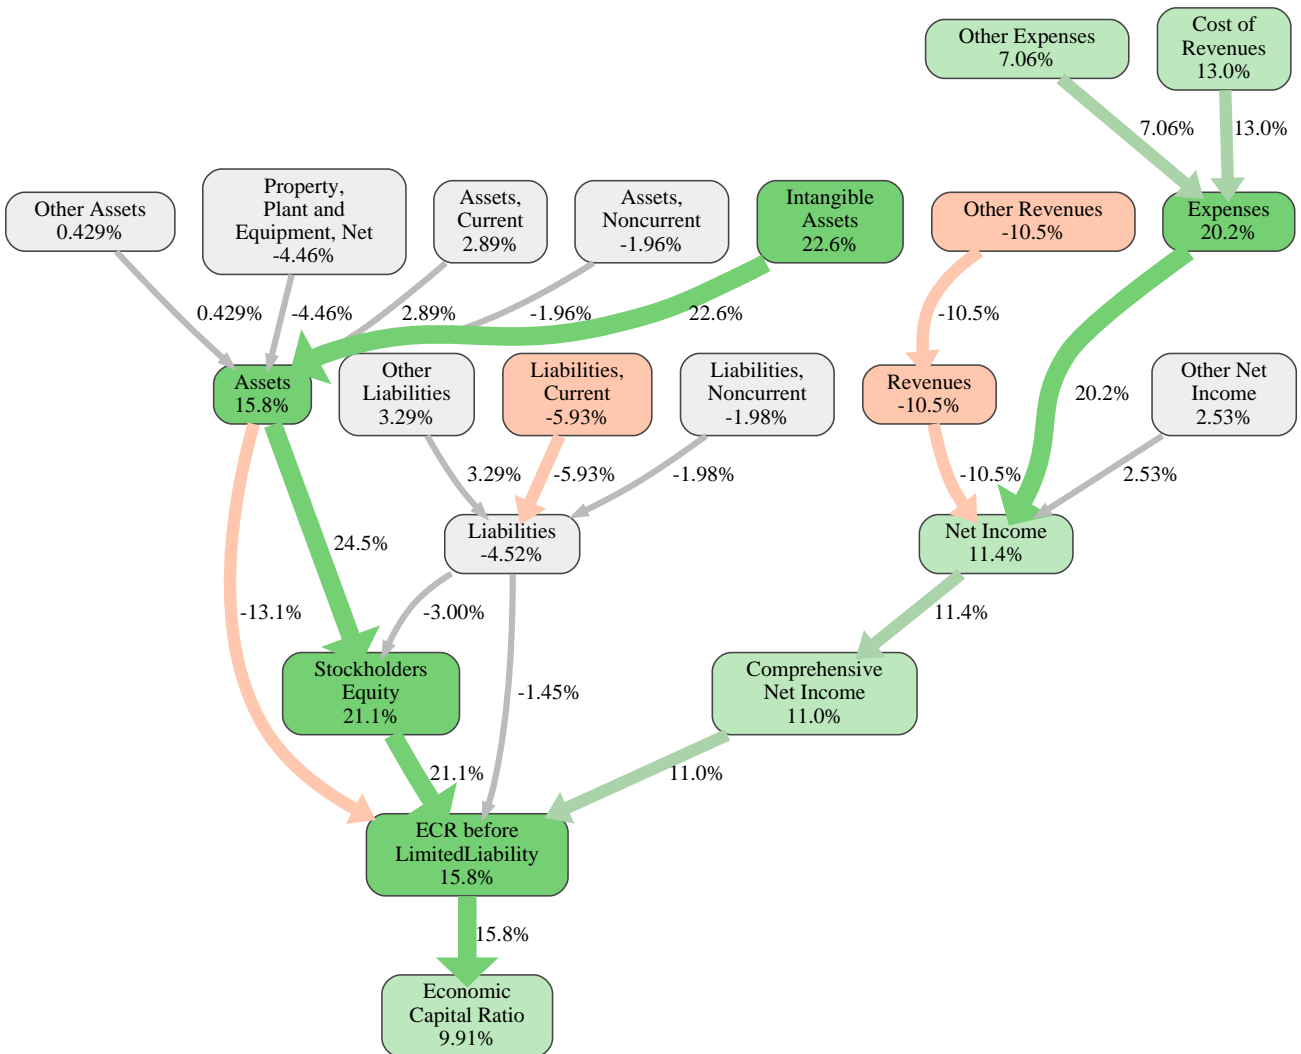 Other Expenses
7.06%
Cost of
Revenues
13.0%
7.06%
13.0%
Other Assets
0.429%
Property,
Plant and
Equipment, Net
-4.46%
Assets,
Current
2.89%
Assets,
Noncurrent
-1.96%
Intangible
Assets
22.6%
Other Revenues
-10.5%
Expenses
20.2%
0.429%
-4.46%
2.89%
-1.96%
22.6%
-10.5%
20.2%
Assets
15.8%
Other
Liabilities
3.29%
Liabilities,
Current
-5.93%
Liabilities,
Noncurrent
-1.98%
Revenues
-10.5%
Other Net
Income
2.53%
3.29%
-5.93%
-1.98%
-10.5%
2.53%
Liabilities
-4.52%
Net Income
11.4%
24.5%
-13.1%
-3.00%
11.4%
Stockholders
Equity
21.1%
-1.45%
Comprehensive
Net Income
11.0%
21.1%
11.0%
ECR before
LimitedLiability
15.8%
15.8%
Economic
Capital Ratio
9.91%